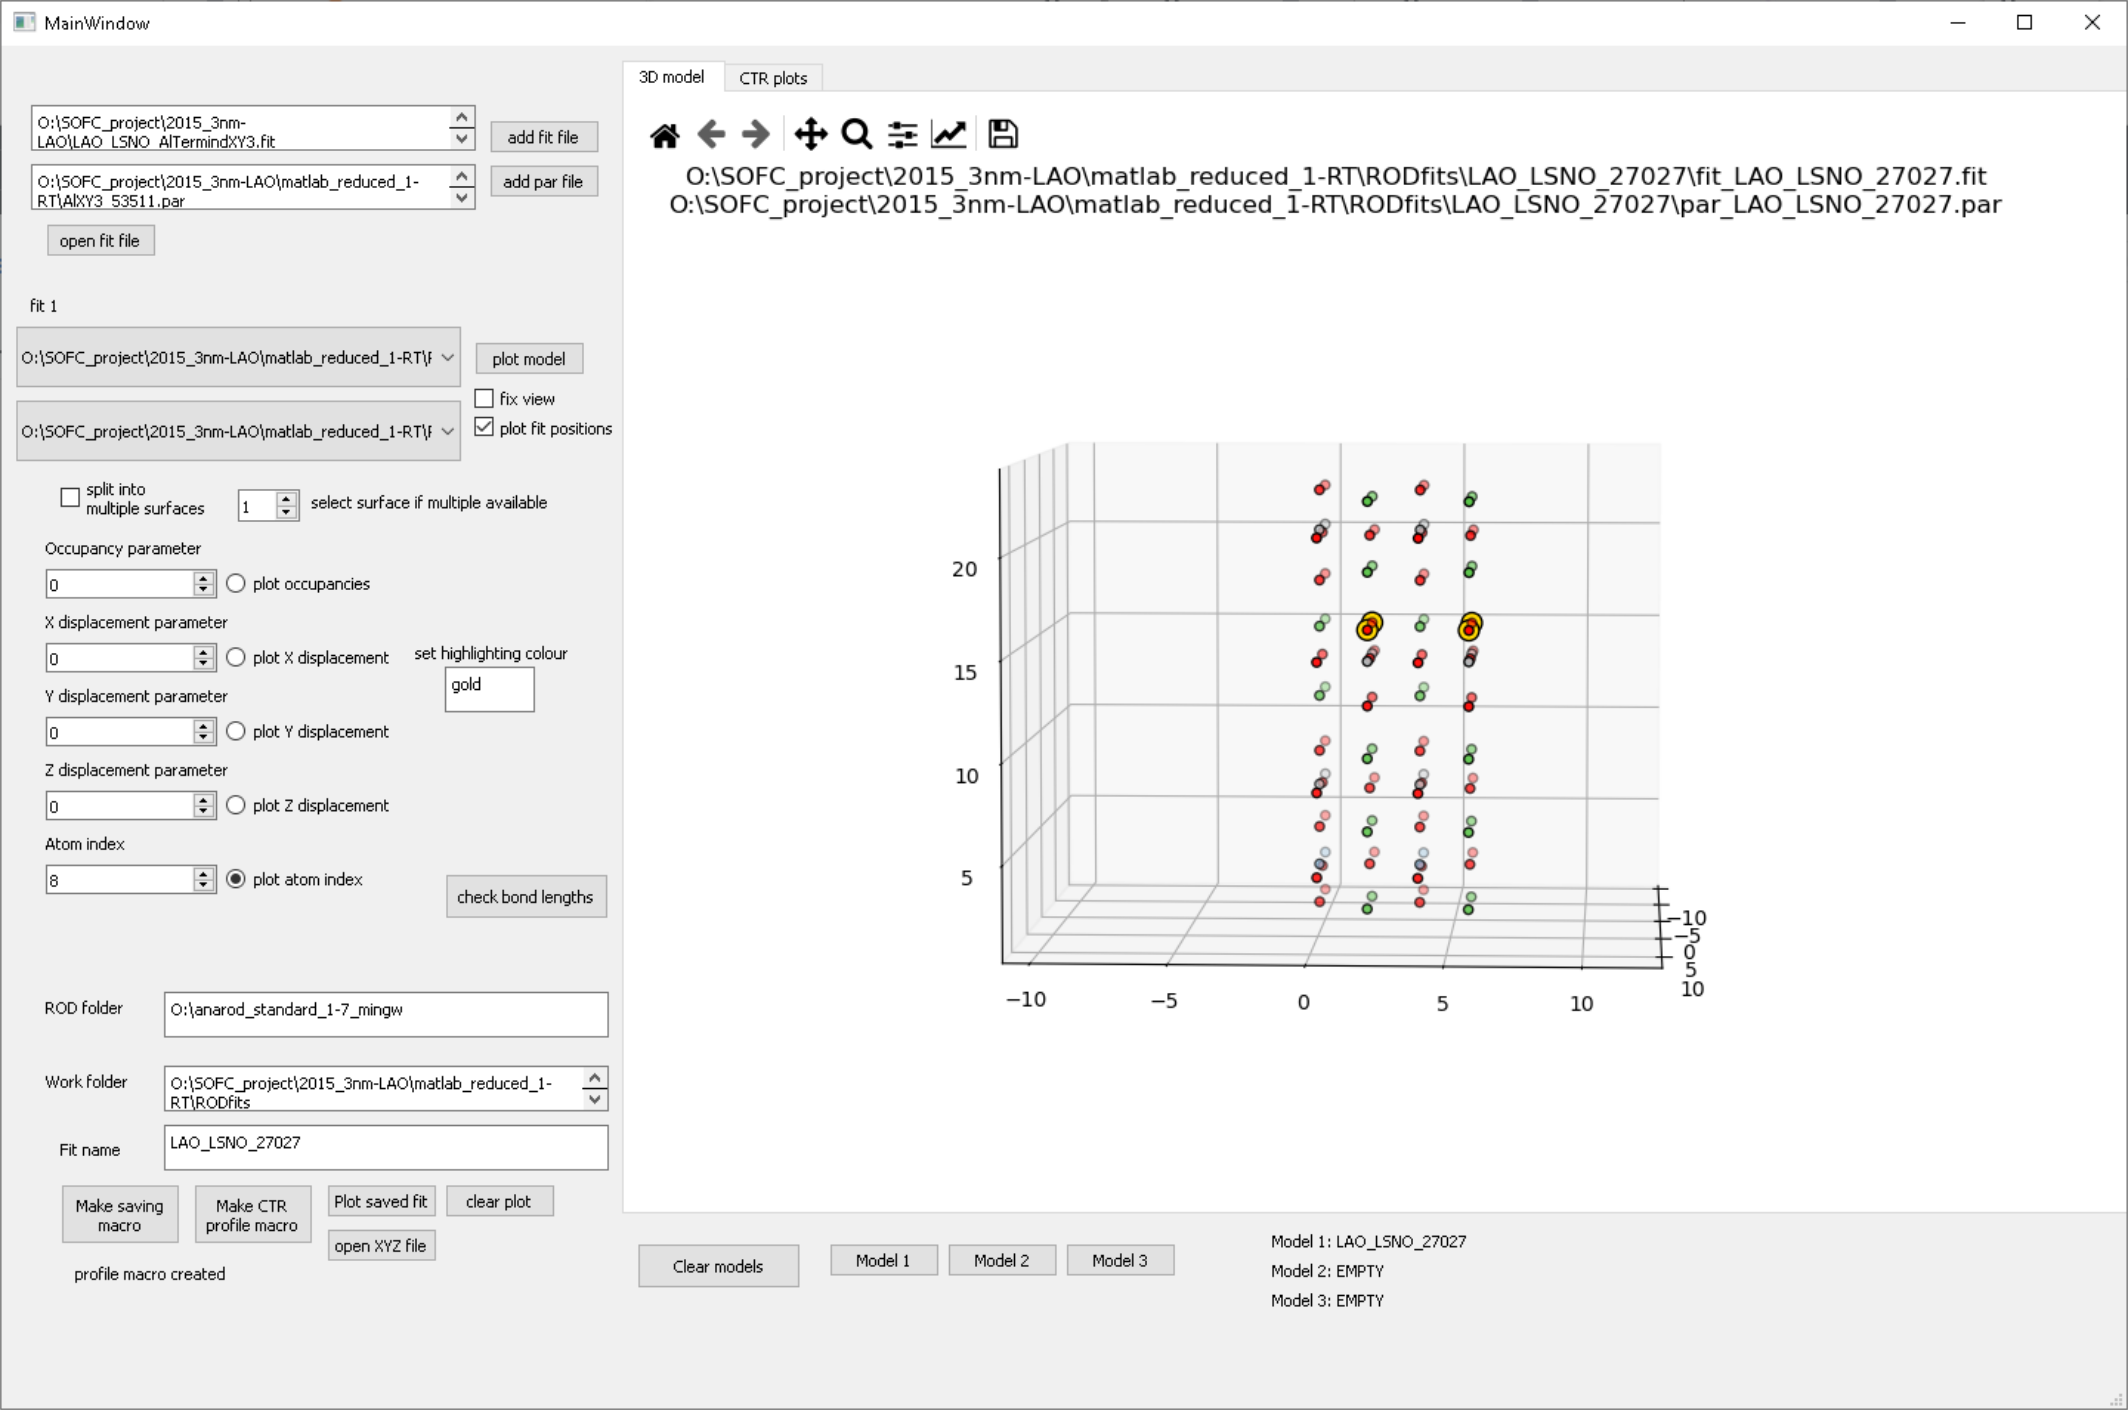 MainWindow
3D model
CTR plots
O:\SOFC_project\2015_3nm-
LAO\LAO_LSNO_AlTermindXY3.fit
add fit file
O:\SOFC_project\2015_3nm-LAO\matlab_reduced_1-
RT\AlXY3_53511.par
add par file
open fit file
fit 1
O:\SOFC_project\2015_3nm-LAO\matlab_reduced_1-RT\
plot model
fix view
O:\SOFC_project\2015_3nm-LAO\matlab_reduced_1-RT\
plot fit positions
split into
multiple surfaces
1
select surface if multiple available
Occupancy parameter
0
plot occupancies
X displacement parameter
0
plot X displacement
set highlighting colour
gold
Y displacement parameter
0
plot Y displacement
Z displacement parameter
0
plot Z displacement
Atom index
8
plot atom index
check bond lengths
ROD folder
O:\anarod_standard_1-7_mingw
Work folder
O:\SOFC_project\2015_3nm-LAO\matlab_reduced_1-
RT\RODfits
Fit name
LAO_LSNO_27027
Make saving
macro
Make CTR
profile macro
Plot saved fit
clear plot
open XYZ file
profile macro created
O:\SOFC_project\2015_3nm-LAO\matlab_reduced_1-RT\RODfits\LAO_LSNO_27027\fit_LAO_LSNO_27027.fit
O:\SOFC_project\2015_3nm-LAO\matlab_reduced_1-RT\RODfits\LAO_LSNO_27027\par_LAO_LSNO_27027.par
20
15
10
5
−10
−5
0
5
10
−10
−5
0
5
10
Clear models
Model 1
Model 2
Model 3
Model 1: LAO_LSNO_27027
Model 2: EMPTY
Model 3: EMPTY